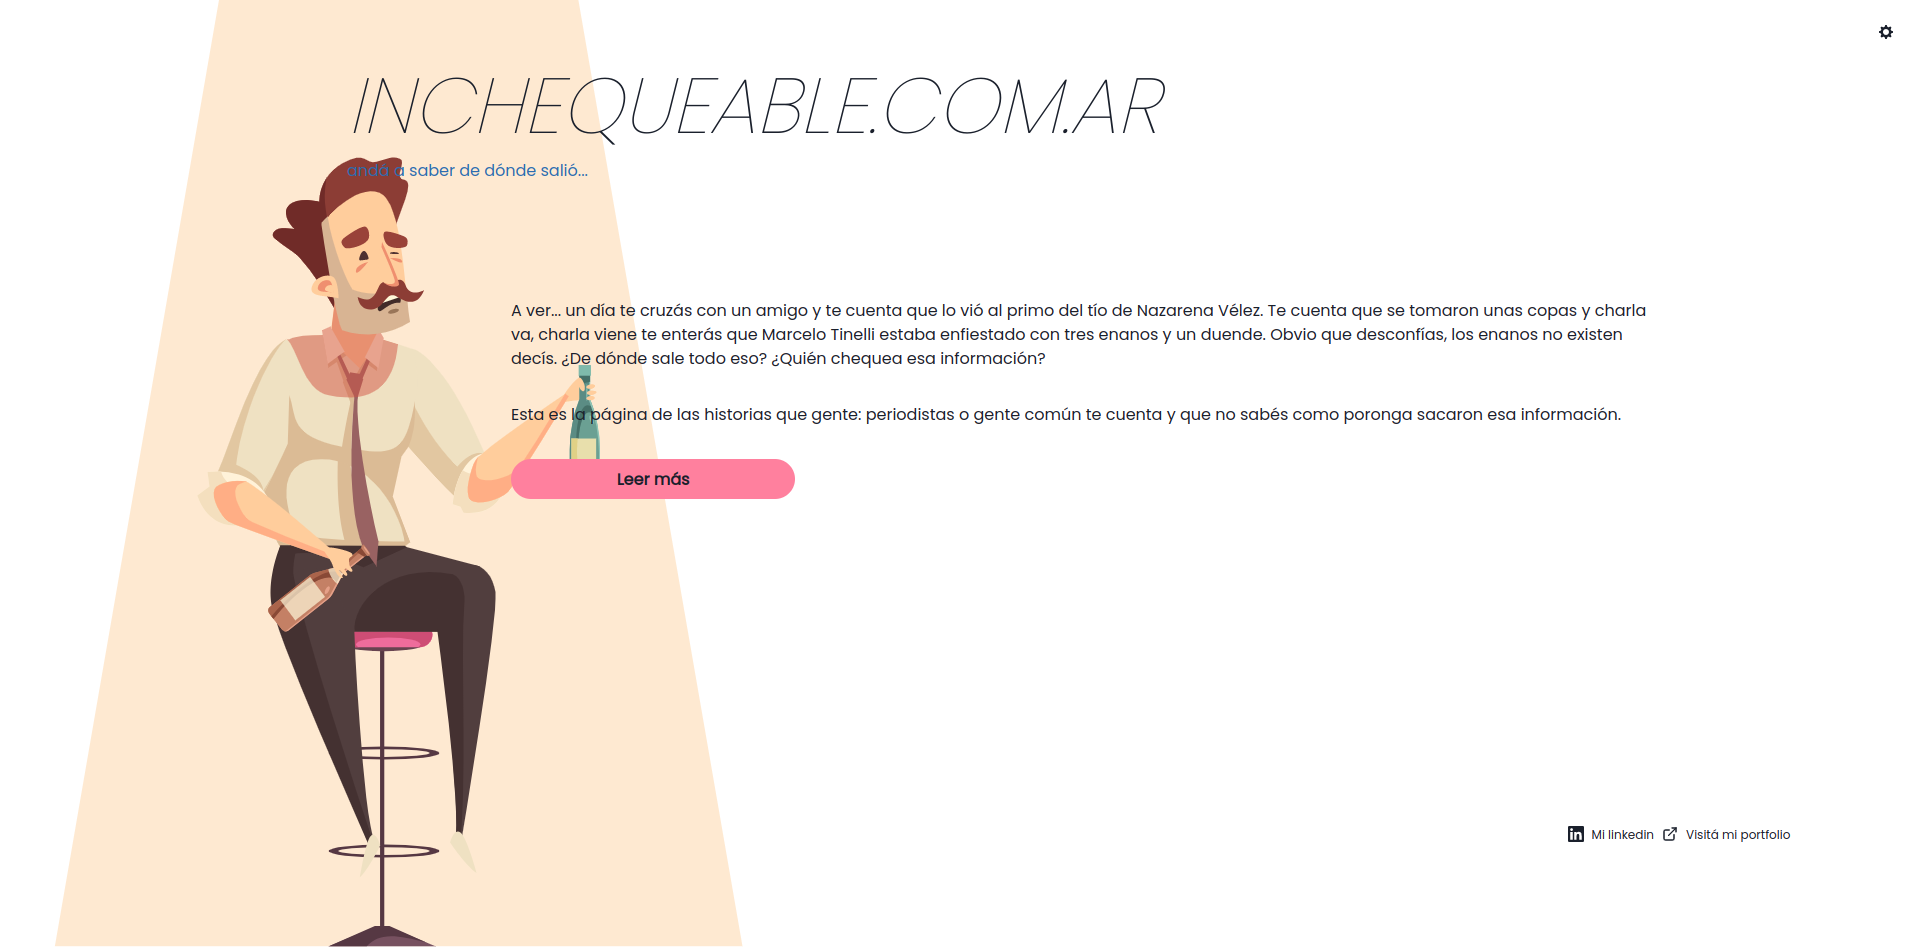 INCHEQUEABLE.COM.AR
andá a saber de dónde salió...
A ver... un día te cruzás con un amigo y te cuenta que lo vió al primo del tío de Nazarena Vélez. Te cuenta que se tomaron unas copas y charla
va, charla viene te enterás que Marcelo Tinelli estaba enfiestado con tres enanos y un duende. Obvio que desconfías, los enanos no existen
decís. ¿De dónde sale todo eso? ¿Quién chequea esa información?
Esta es la página de las historias que gente: periodistas o gente común te cuenta y que no sabés como poronga sacaron esa información.
Leer más
Mi linkedin Visitá mi portfolio